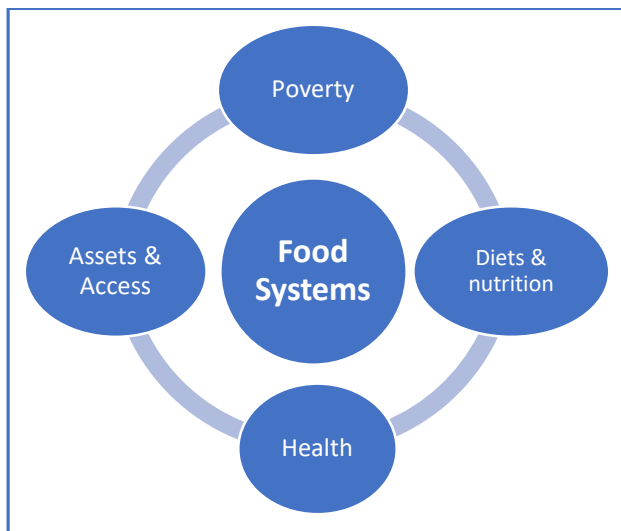 Poverty
Assets &
Access
Food
Systems
Diets &
nutrition
Health